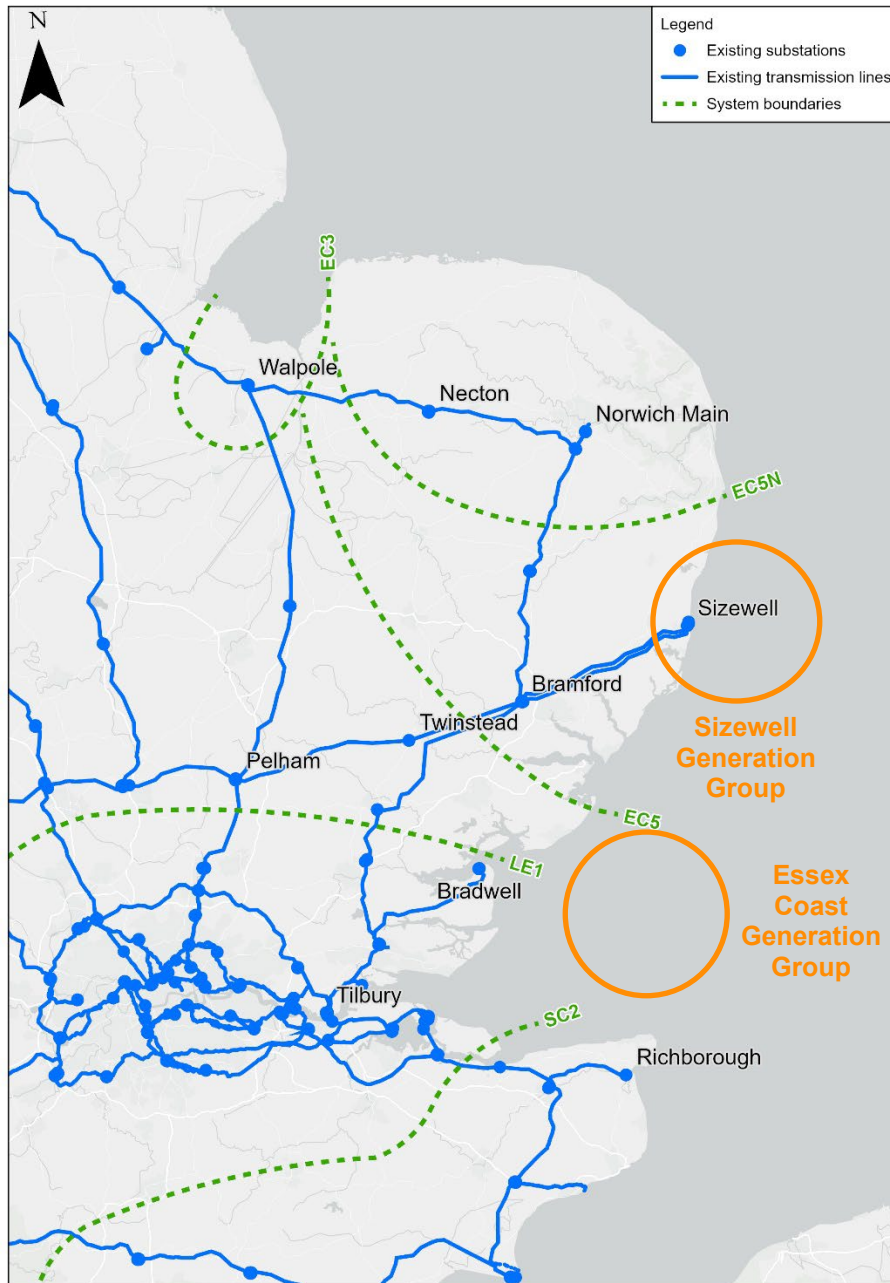 N
Legend
Existing substations
Existing transmission lines
System boundaries
EC3
Walpole
Necton
Norwich Main
EC5N
Sizewell
Bramford
Sizewell
Generation
Group
Twinstead
Pelham
EC5
LE1
Bradwell
Essex
Coast
Generation
Group
Tilbury
SC2
Richborough